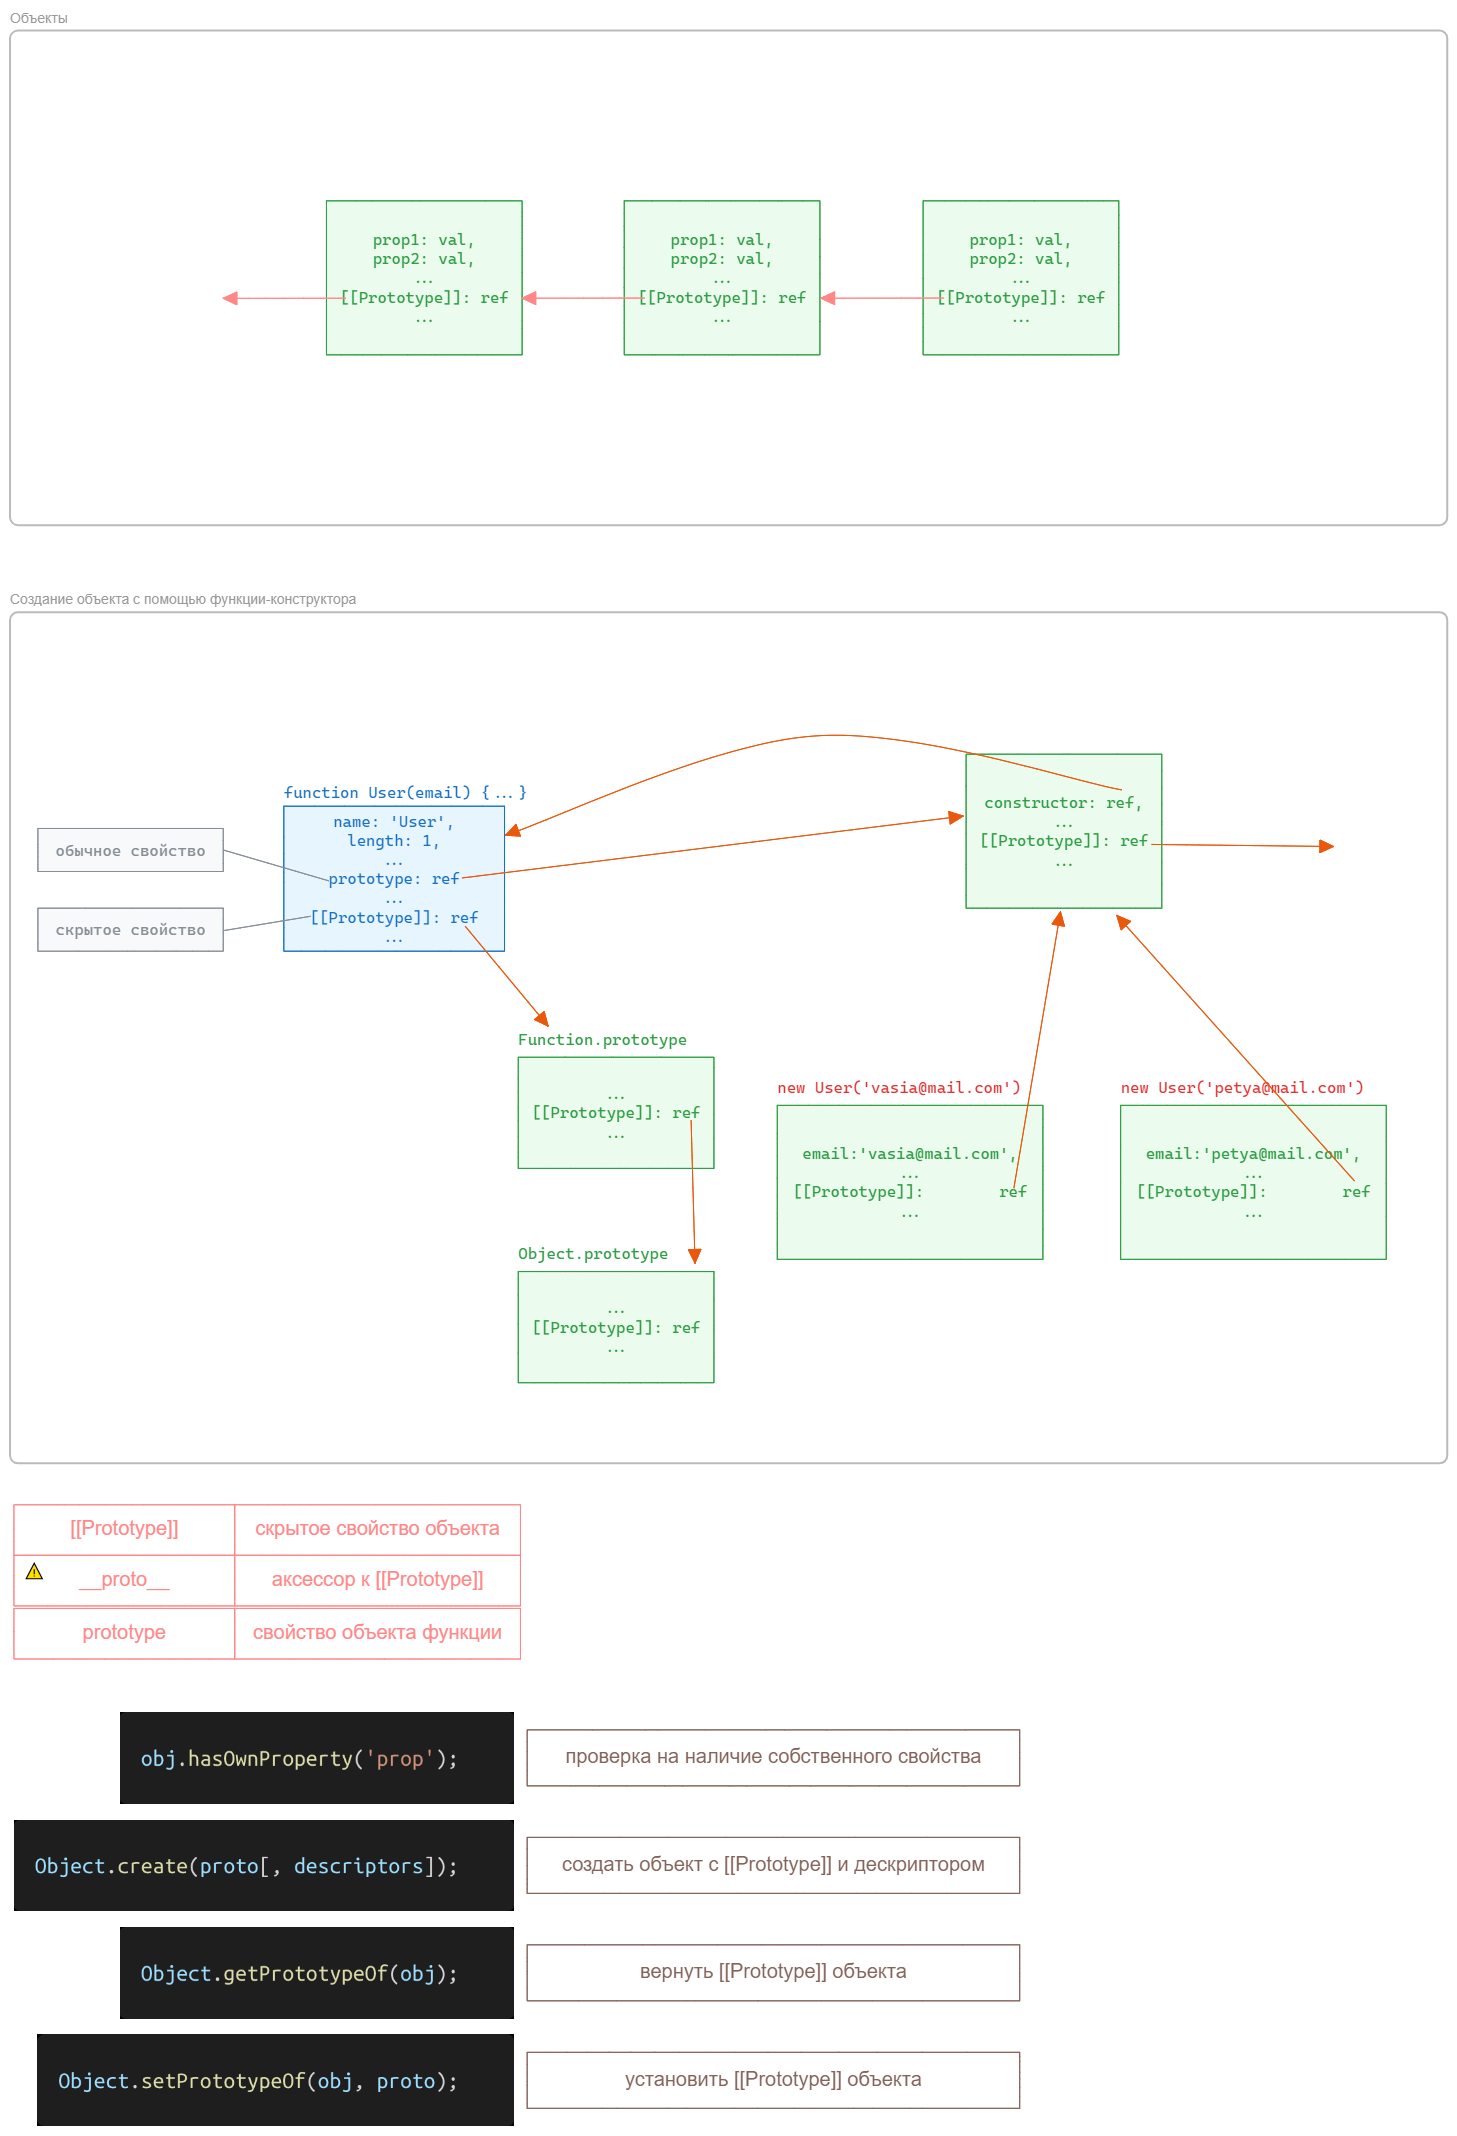 Объекты
prop1: val,
prop2: val,
...
[[Prototype]]: ref
...
prop1: val,
prop2: val,
...
[[Prototype]]: ref
...
prop1: val,
prop2: val,
...
[[Prototype]]: ref
...
Создание объекта с помощью функции-конструктора
обычное свойство
скрытое свойство
function User(email) {...}
name: 'User',
length: 1,
...
prototype: ref
...
[[Prototype]]: ref
...
constructor: ref,
...
[[Prototype]]: ref
...
Function.prototype
...
[[Prototype]]: ref
...
Object.prototype
...
[[Prototype]]: ref
...
new User('vasia@mail.com')
email:'vasia@mail.com',
...
[[Prototype]]: ref
...
new User('petya@mail.com')
email:'petya@mail.com',
...
[[Prototype]]: ref
...
[[Prototype]] скрытое свойство объекта
__proto__ аксессор к [[Prototype]]
prototype свойство объекта функции
obj.hasOwnProperty('prop');
проверка на наличие собственного свойства
Object.create(proto[, descriptors]);
создать объект с [[Prototype]] и дескриптором
Object.getPrototypeOf(obj);
вернуть [[Prototype]] объекта
Object.setPrototypeOf(obj, proto);
установить [[Prototype]] объекта